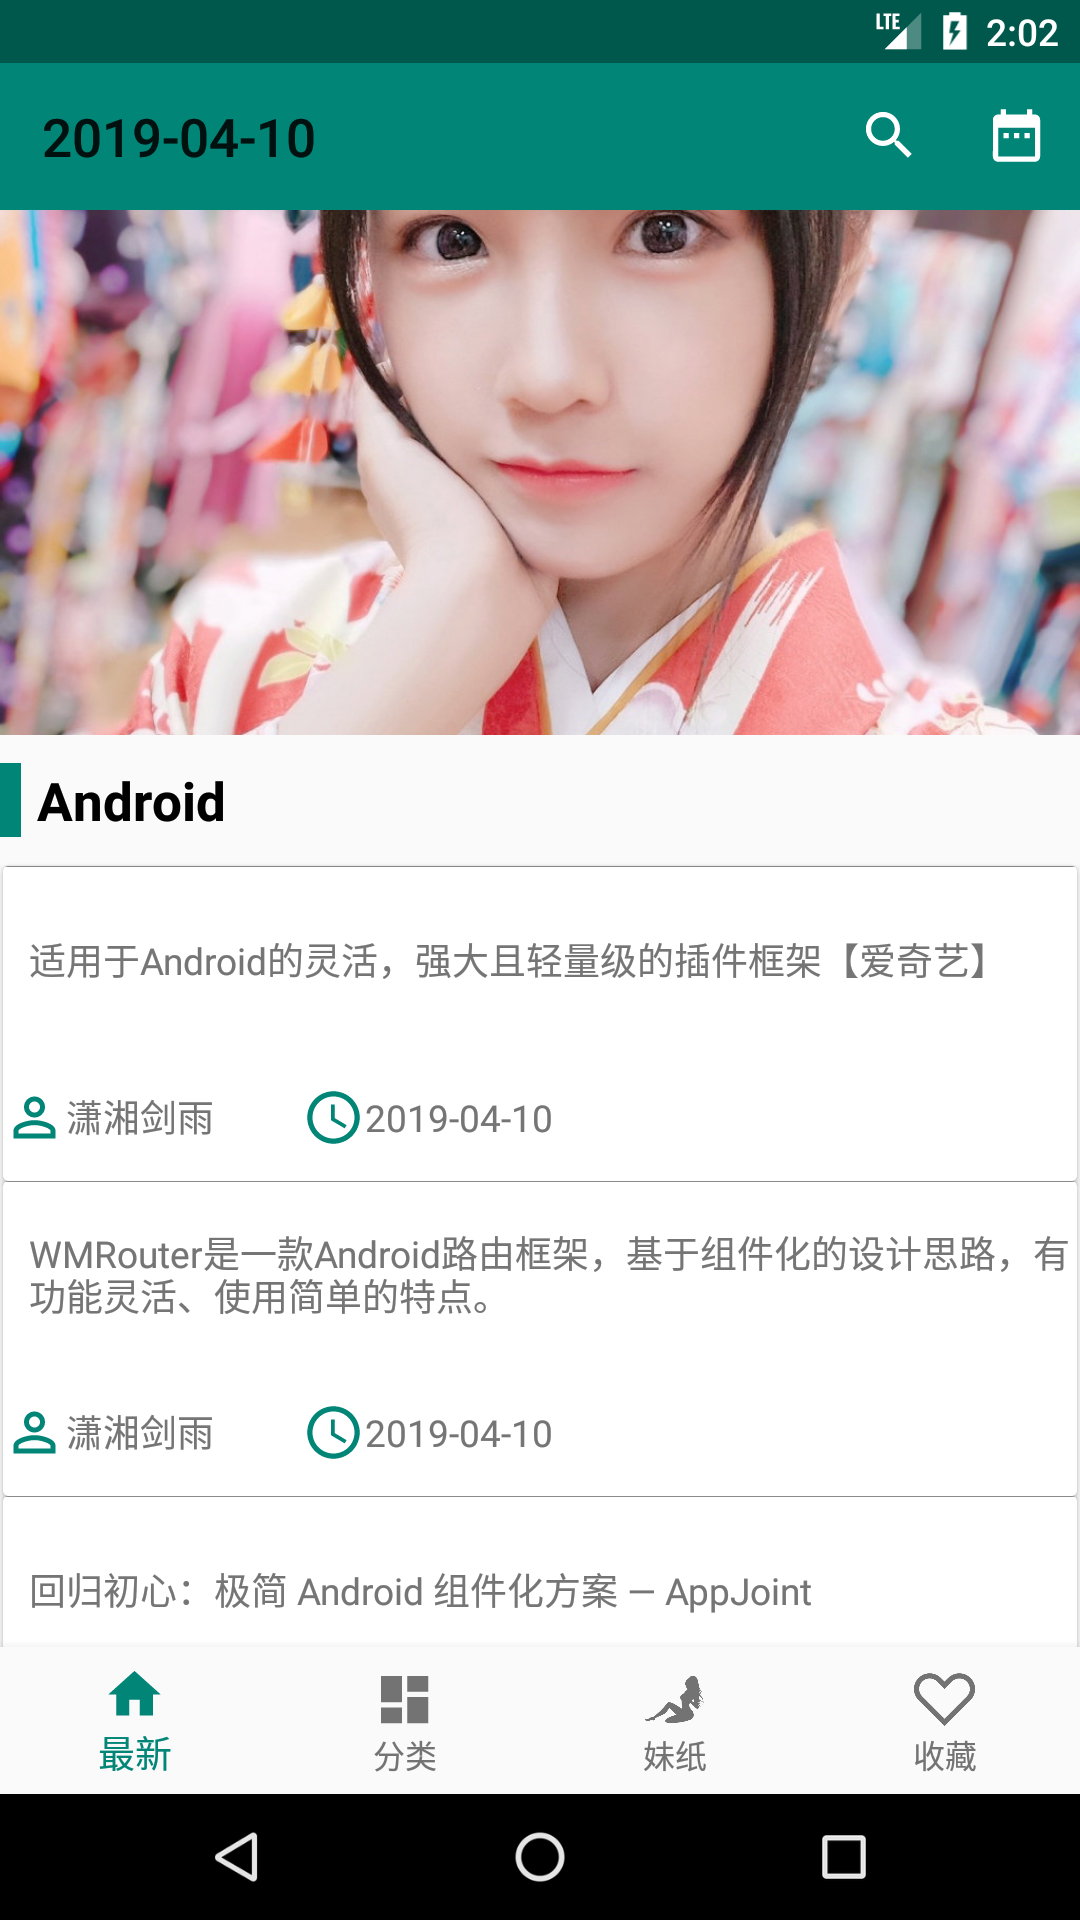 LTE 2:02
2019-04-10
Android
适用于Android的灵活，强大且轻量级的插件框架【爱奇艺】
潇湘剑雨 2019-04-10
WMRouter是一款Android路由框架，基于组件化的设计思路，有
功能灵活、使用简单的特点。
潇湘剑雨 2019-04-10
回归初心：极简 Android 组件化方案 — AppJoint
最新 分类 妹纸 收藏